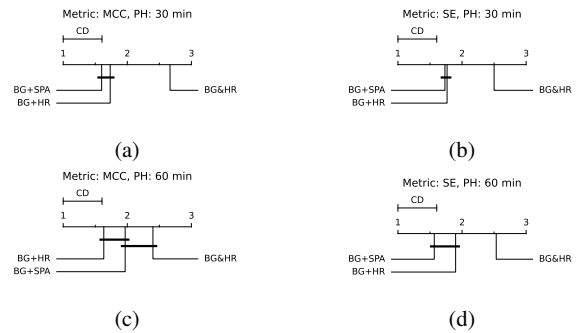 Metric: MCC, PH: 30 min
CD
1 2 3
BG+SPA
BG+HR
BG&HR
(a)
Metric: SE, PH: 30 min
CD
1 2 3
BG+SPA
BG+HR
BG&HR
(b)
Metric: MCC, PH: 60 min
CD
1 2 3
BG+HR
BG+SPA
BG&HR
(c)
Metric: SE, PH: 60 min
CD
1 2 3
BG+SPA
BG+HR
BG&HR
(d)